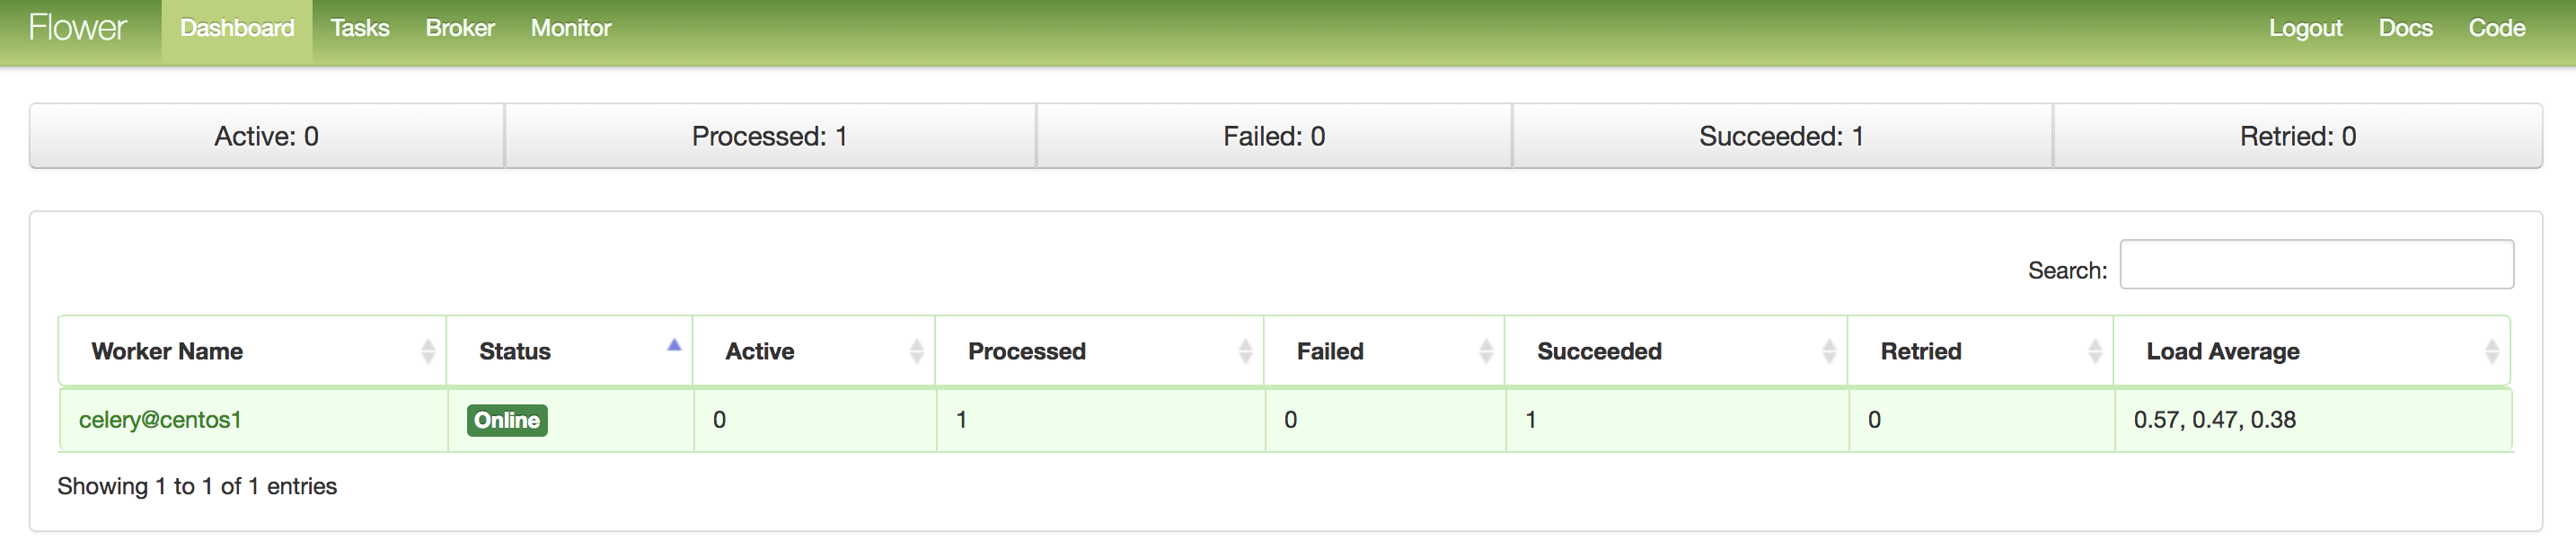 Flower Dashboard Tasks Broker Monitor Logout Docs Code
Active: 0 Processed: 1 Failed: 0 Succeeded: 1 Retried: 0
Search:
Worker Name Status Active Processed Failed Succeeded Retried Load Average
celery@centos1 Online 0 1 0 1 0 0.57, 0.47, 0.38
Showing 1 to 1 of 1 entries